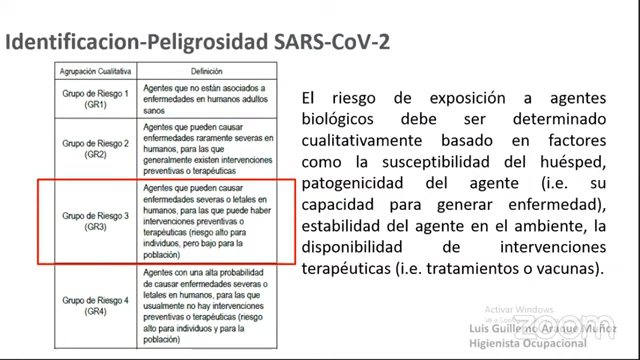 Identificacion-Peligrosidad SARS-CoV-2
Agrupación Cualitativa
Definición
Grupo de Riesgo 1
(GR1)
Agentes que no están asociados a
enfermedades en humanos adultos
sanos
Grupo de Riesgo 2
(GR2)
Agentes que pueden causar
enfermedades raramente severas en
humanos, para las que
generalmente existen intervenciones
preventivas o terapéuticas
Grupo de Riesgo 3
(GR3)
Agentes que pueden causar
enfermedades severas o letales en
humanos, para las que puede haber
intervenciones preventivas o
terapéuticas (riesgo alto para
individuos, pero bajo para la
población)
Grupo de Riesgo 4
(GR4)
Agentes con una alta probabilidad
de causar enfermedades severas o
letales en humanos, para las que
usualmente no hay intervenciones
preventivas o terapéuticas (riesgo
alto para individuos y para la
población)
El riesgo de exposición a agentes
biológicos debe ser determinado
cualitativamente basado en factores
como la susceptibilidad del huésped,
patogenicidad del agente (i.e. su
capacidad para generar enfermedad),
estabilidad del agente en el ambiente, la
disponibilidad de intervenciones
terapéuticas (i.e. tratamientos o vacunas).
Activar Windows
Ve a
zoom
Luis Guillermo Araque Muñoz
Higienista Ocupacional